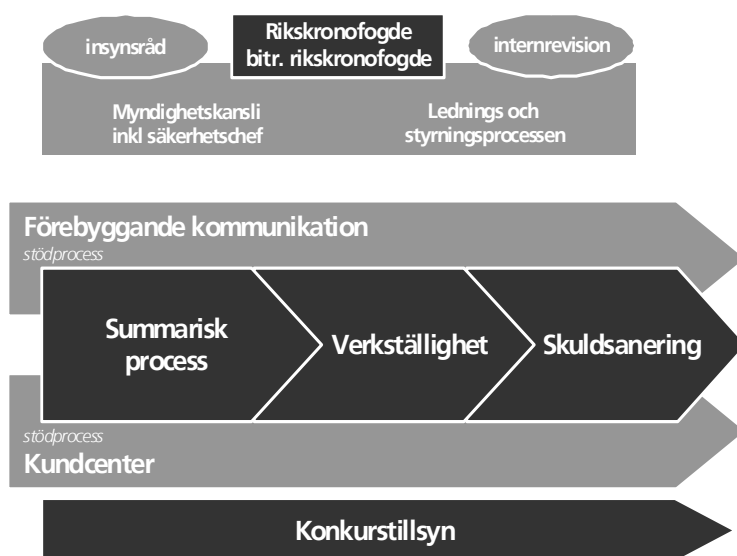 insynsråd
Rikskronofogde
bitr. rikskronofogde
internrevision
Myndighetskansli
inkl säkerhetschef
Lednings och
styrningsprocessen
Förebyggande kommunikation
stödprocess
Summarisk
process
Verkställighet
Skuldsanering
stödprocess
Kundcenter
Konkurstillsyn